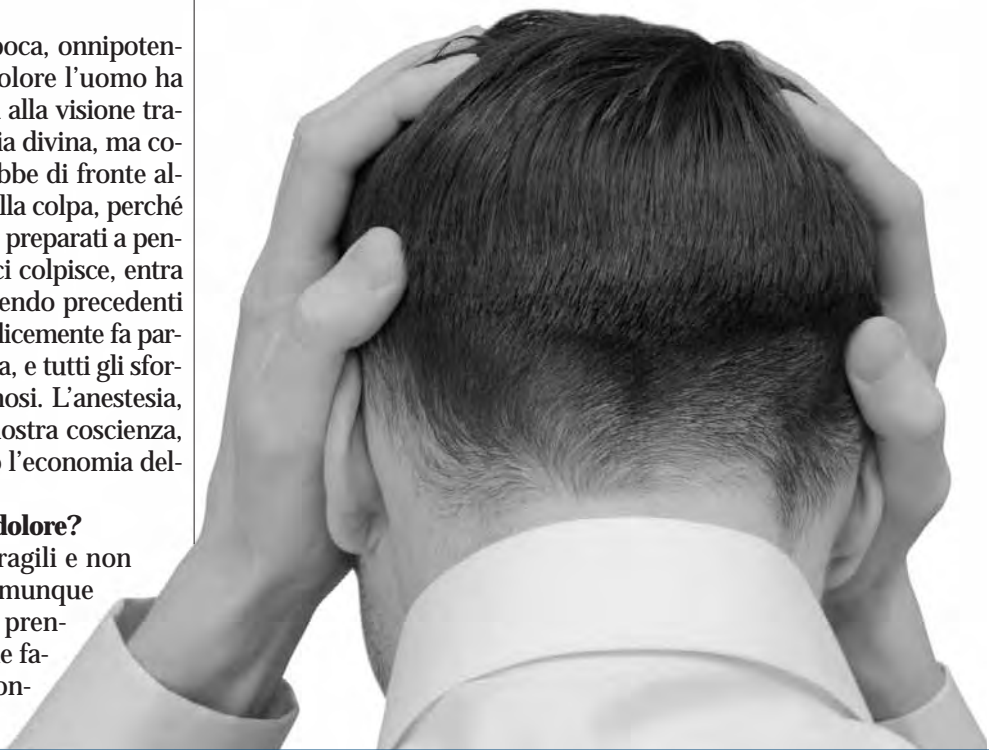 poca, onnipoten-
olore l'uomo ha
alla visione tra-
ia divina, ma co-
bbe di fronte al-
lla colpa, perché
preparati a pen-
ci colpisce, entra
endo precedenti
licemente fa par-
a, e tutti gli sfor-
nosi. L'anestesia,
nostra coscienza,
l'economia del-
dolore?
ragili e non
munque
pren-
e fa-
on-